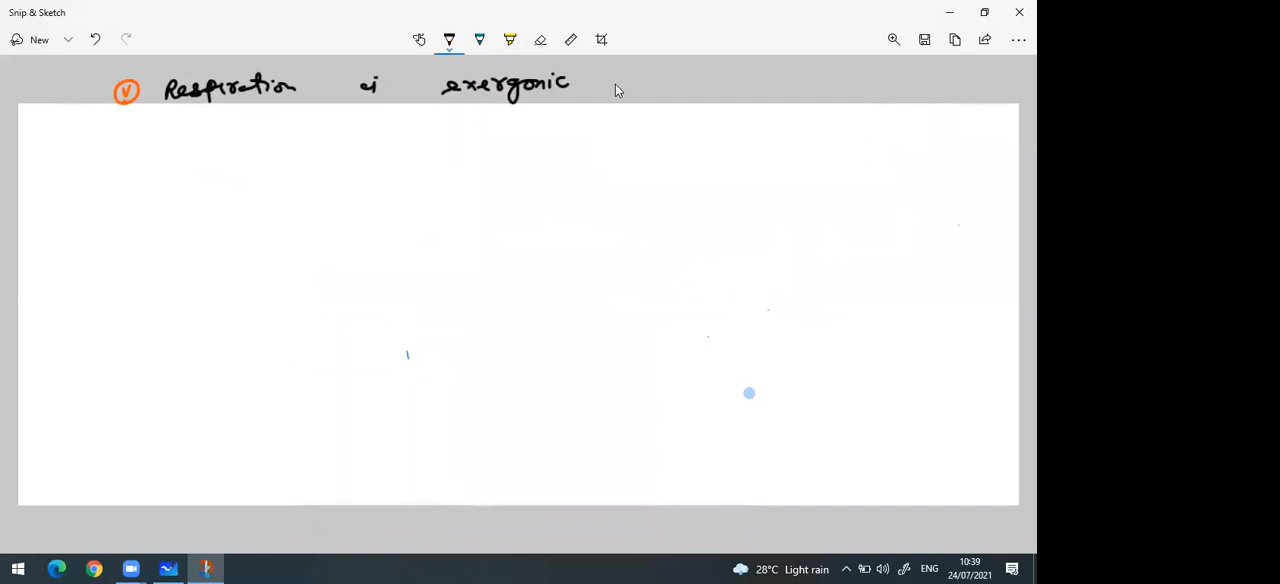 Snip & Sketch
New
V Respiration is exergonic
28°C Light rain
ENG
10:39
24/07/2021